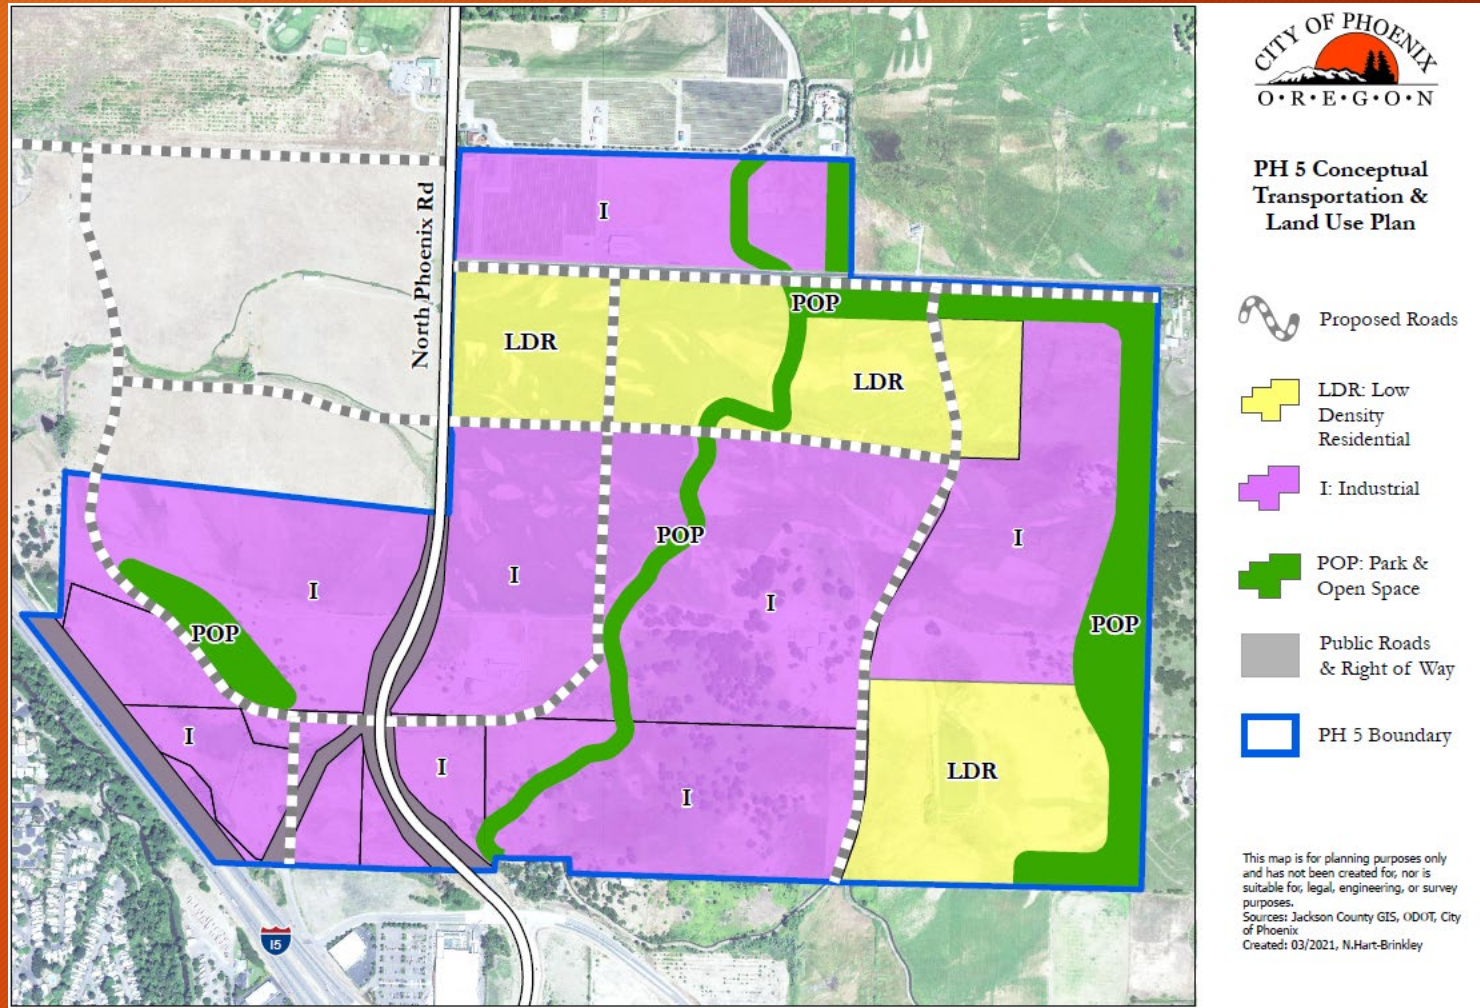 CITY OF PHOENIX
O•R•E•G•O•N
PH 5 Conceptual
Transportation &
Land Use Plan
Proposed Roads
LDR: Low
Density
Residential
I: Industrial
POP: Park &
Open Space
Public Roads
& Right of Way
PH 5 Boundary
This map is for planning purposes only
and has not been created for, nor is
suitable for, legal, engineering, or survey
purposes.
Sources: Jackson County GIS, ODOT, City
of Phoenix
Created: 03/2021, N.Hart-Brinkley
North Phoenix Rd
I
POP
LDR
LDR
POP
I
I
I
I
POP
POP
I
I
I
LDR
15